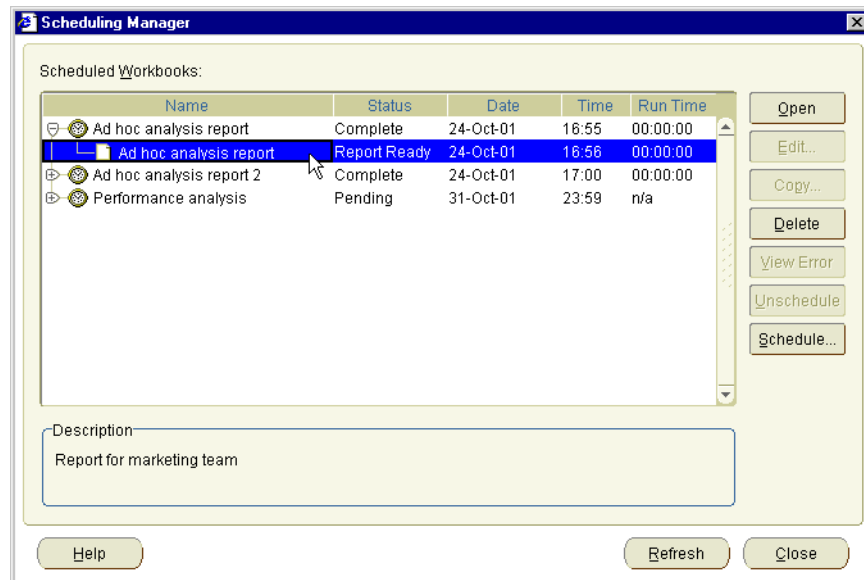 Scheduling Manager
Scheduled Workbooks:
Name Status Date Time Run Time
Ad hoc analysis report Complete 24-Oct-01 16:55 00:00:00
Ad hoc analysis report Report Ready 24-Oct-01 16:56 00:00:00
Ad hoc analysis report 2 Complete 24-Oct-01 17:00 00:00:00
Performance analysis Pending 31-Oct-01 23:59 n/a
Open
Edit...
Copy...
Delete
View Error
Unschedule
Schedule...
Description
Report for marketing team
Help Refresh Close